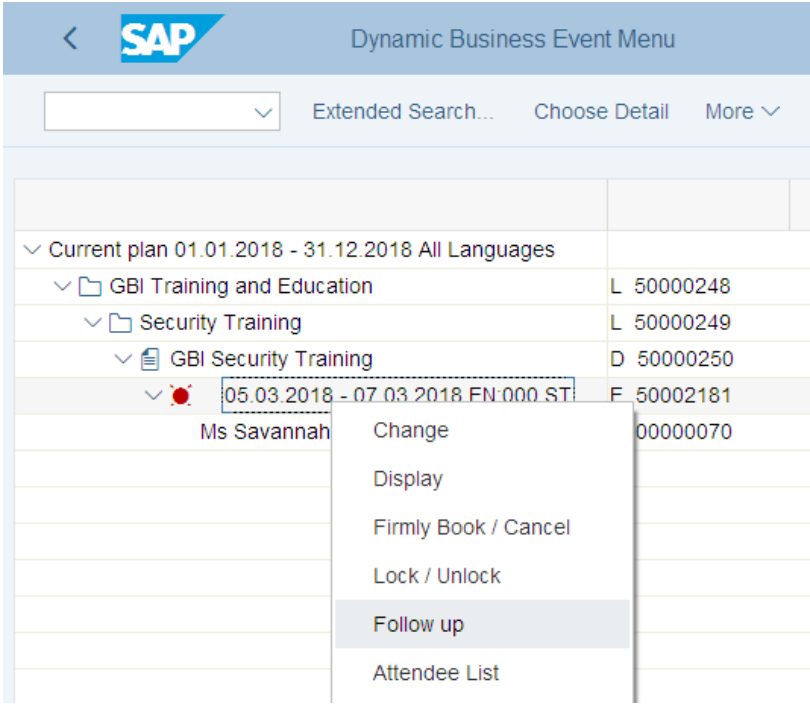 SAP Dynamic Business Event Menu
Extended Search... Choose Detail More
Current plan 01.01.2018 - 31.12.2018 All Languages
GBI Training and Education L 50000248
Security Training L 50000249
GBI Security Training D 50000250
05.03.2018 - 07.03.2018 EN:000 ST E 50002181
Ms Savannah 00000070
Change
Display
Firmly Book / Cancel
Lock / Unlock
Follow up
Attendee List